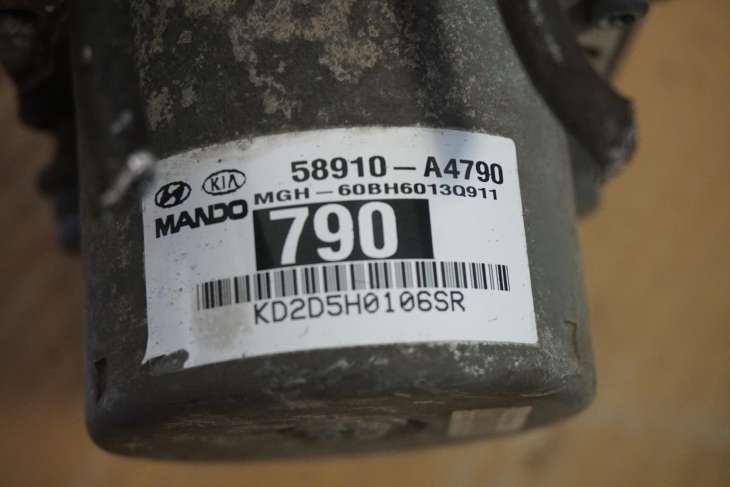 58910-A4790
KIA
MGH-60BH6013Q911
MANDO
790
KD2D5H0106SR